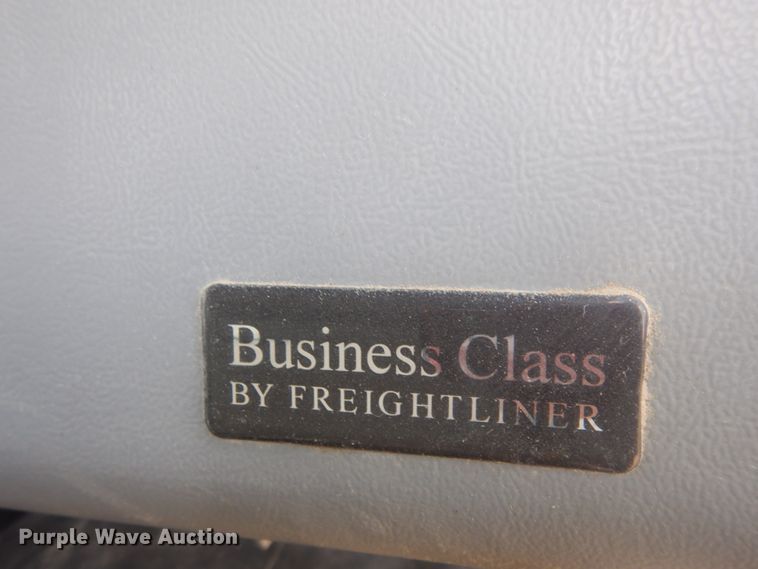 Business Class
BY FREIGHTLINER
Purple Wave Auction®